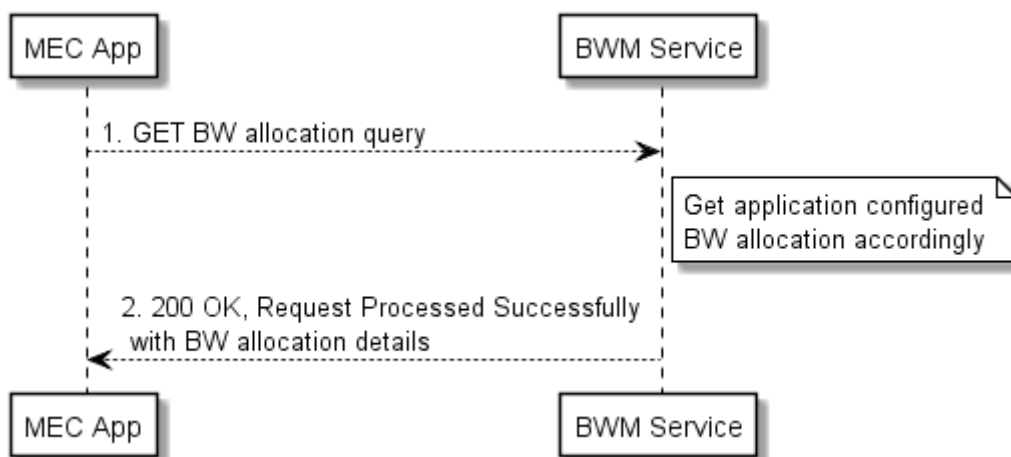 MEC App
BWM Service
1. GET BW allocation query
Get application configured
BW allocation accordingly
2. 200 OK, Request Processed Successfully
with BW allocation details
MEC App
BWM Service